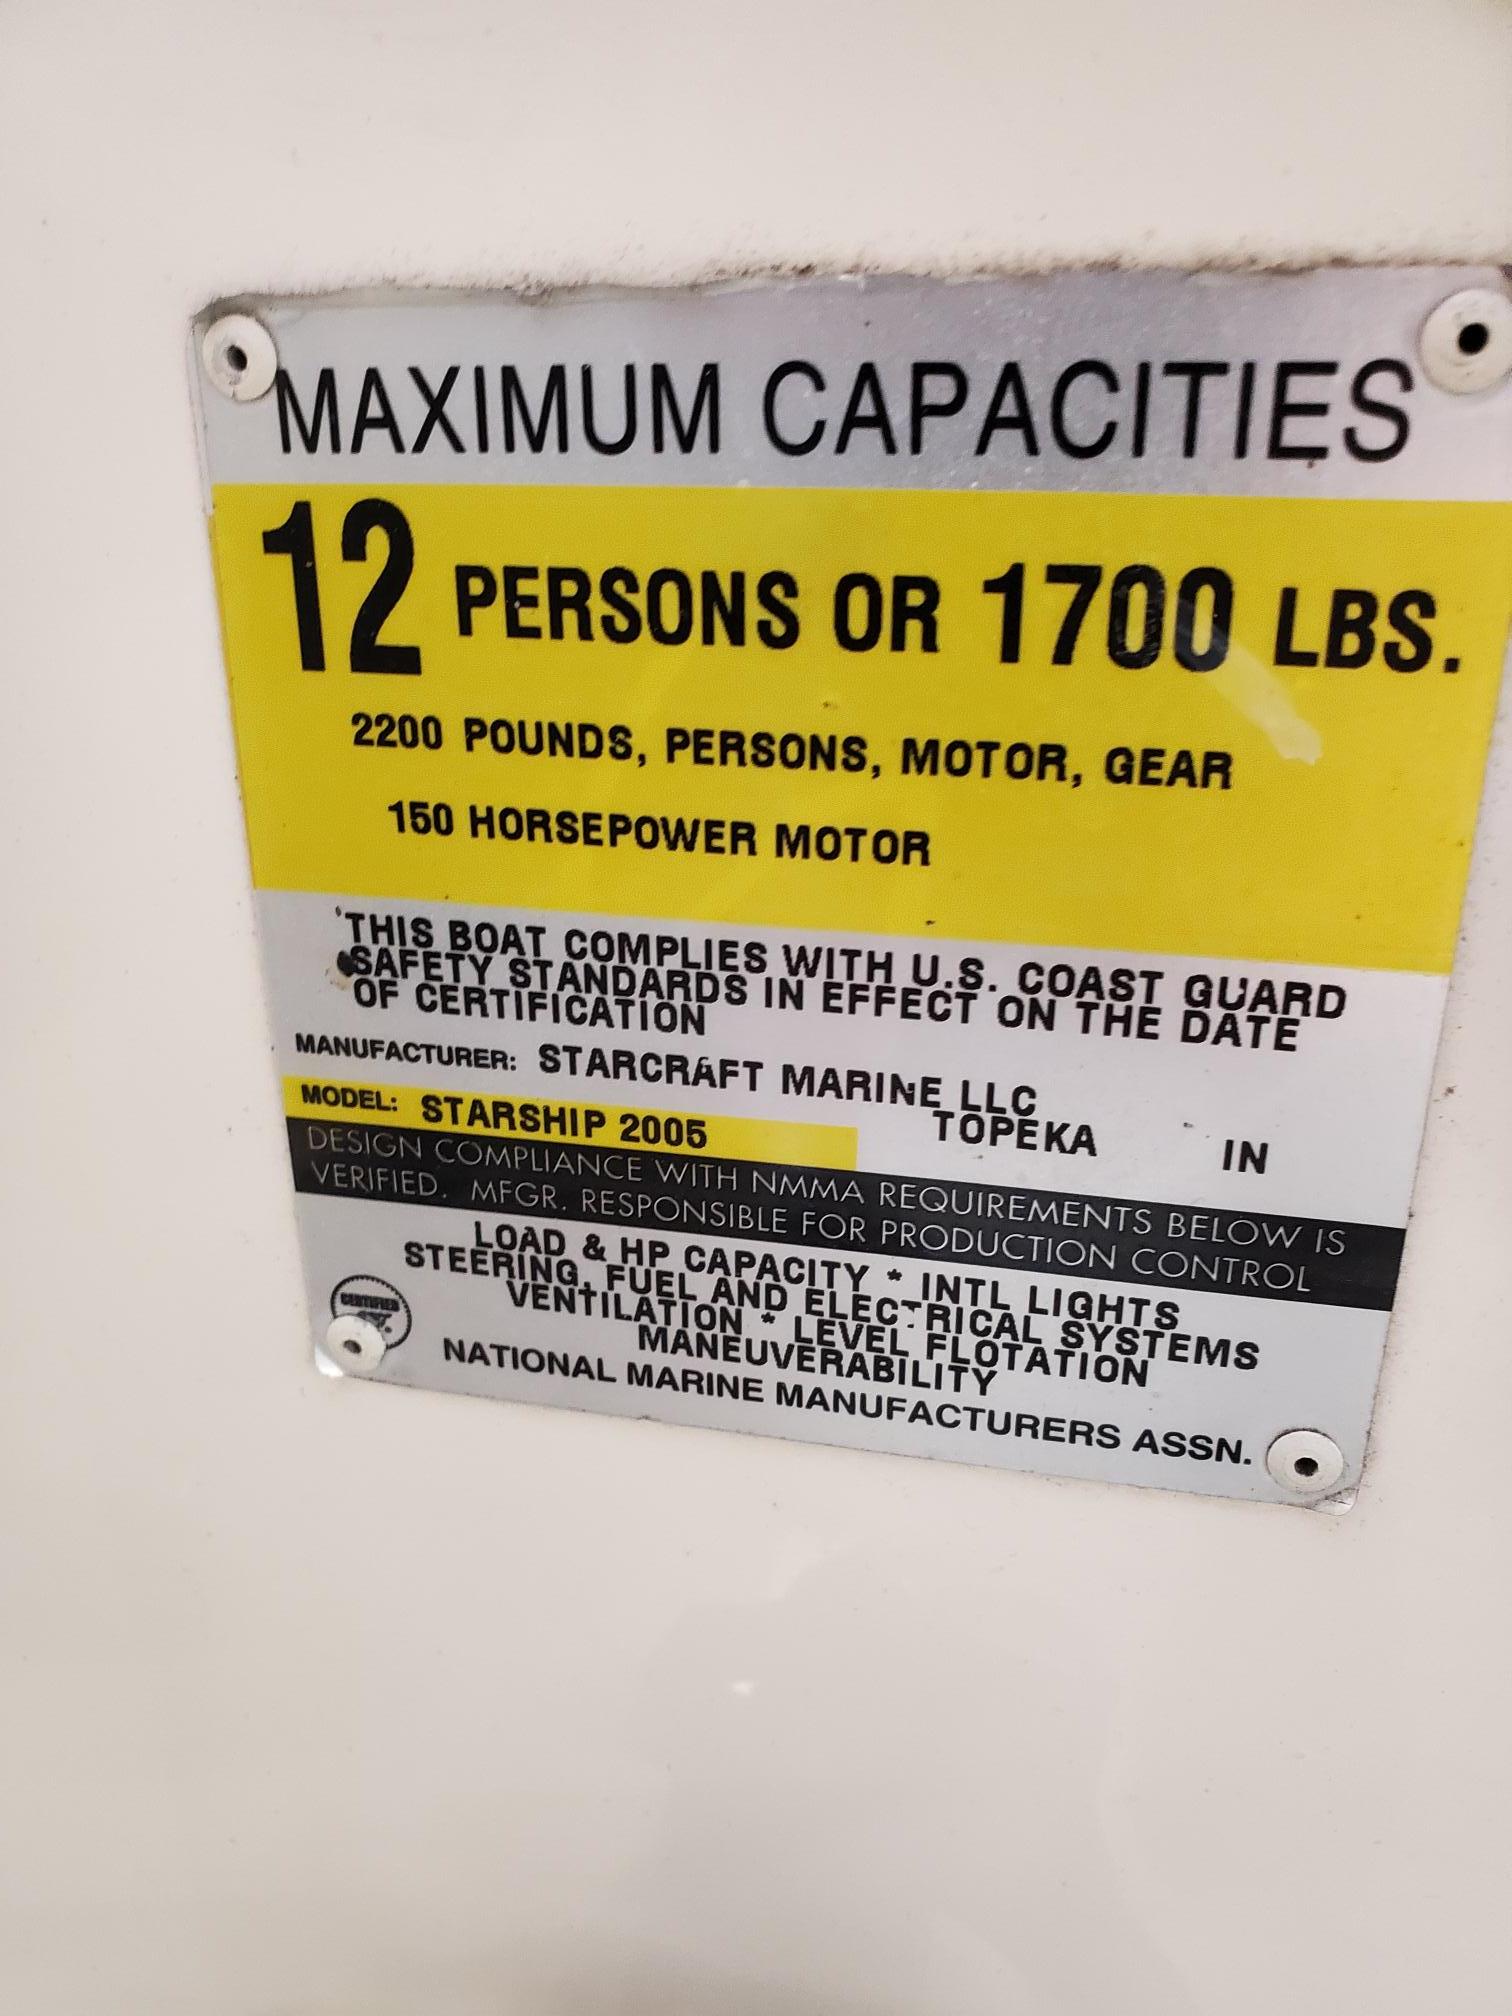 MAXIMUM CAPACITIES
12 PERSONS OR 1700 LBS.
2200 POUNDS, PERSONS, MOTOR, GEAR
150 HORSEPOWER MOTOR
THIS BOAT COMPLIES WITH U.S. COAST GUARD
SAFETY STANDARDS IN EFFECT ON THE DATE
OF CERTIFICATION
MANUFACTURER: STARCRAFT MARINE LLC
TOPEKA IN
MODEL: STARSHIP 2005
DESIGN COMPLIANCE WITH NMMA REQUIREMENTS BELOW IS
VERIFIED. MFGR. RESPONSIBLE FOR PRODUCTION CONTROL
LOAD & HP CAPACITY * INTL LIGHTS
STEERING, FUEL AND ELECTRICAL SYSTEMS
VENTILATION * LEVEL FLOTATION
MANEUVERABILITY
NATIONAL MARINE MANUFACTURERS ASSN.
CERTIFIED